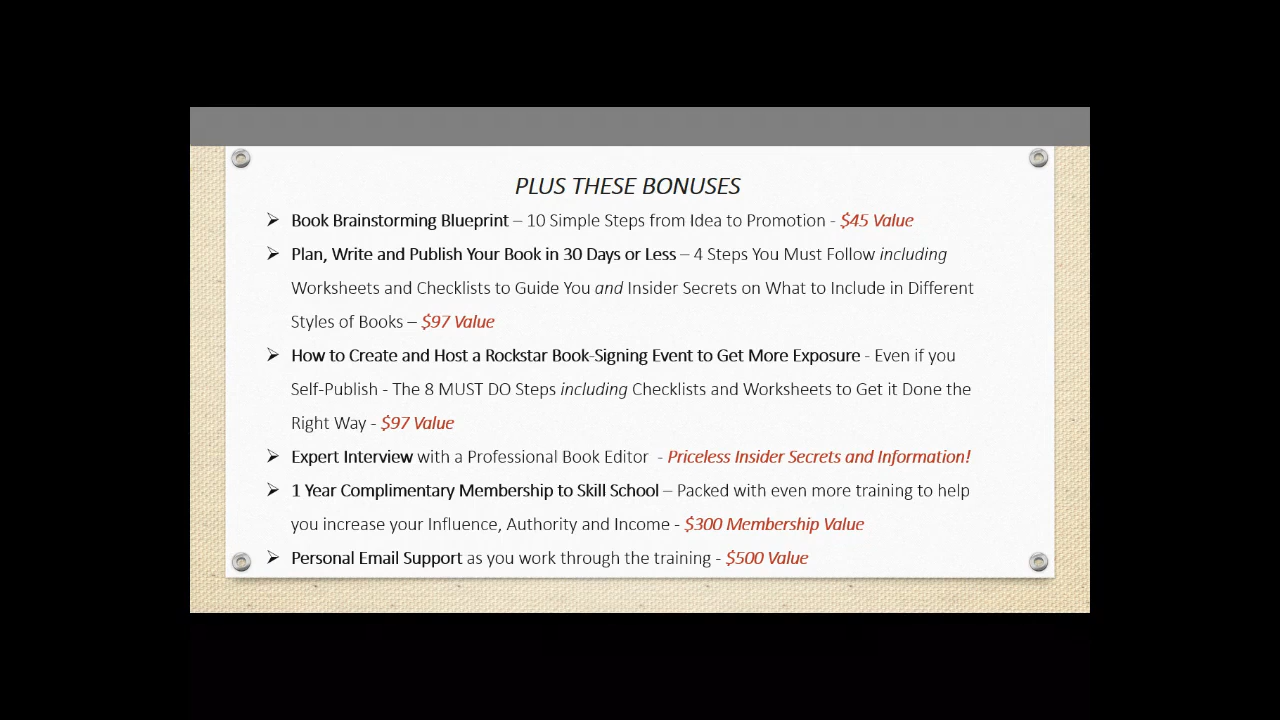 PLUS THESE BONUSES
➢ Book Brainstorming Blueprint – 10 Simple Steps from Idea to Promotion - $45 Value
➢ Plan, Write and Publish Your Book in 30 Days or Less – 4 Steps You Must Follow including
Worksheets and Checklists to Guide You and Insider Secrets on What to Include in Different
Styles of Books – $97 Value
➢ How to Create and Host a Rockstar Book-Signing Event to Get More Exposure - Even if you
Self-Publish - The 8 MUST DO Steps including Checklists and Worksheets to Get it Done the
Right Way - $97 Value
➢ Expert Interview with a Professional Book Editor - Priceless Insider Secrets and Information!
➢ 1 Year Complimentary Membership to Skill School – Packed with even more training to help
you increase your Influence, Authority and Income - $300 Membership Value
➢ Personal Email Support as you work through the training - $500 Value